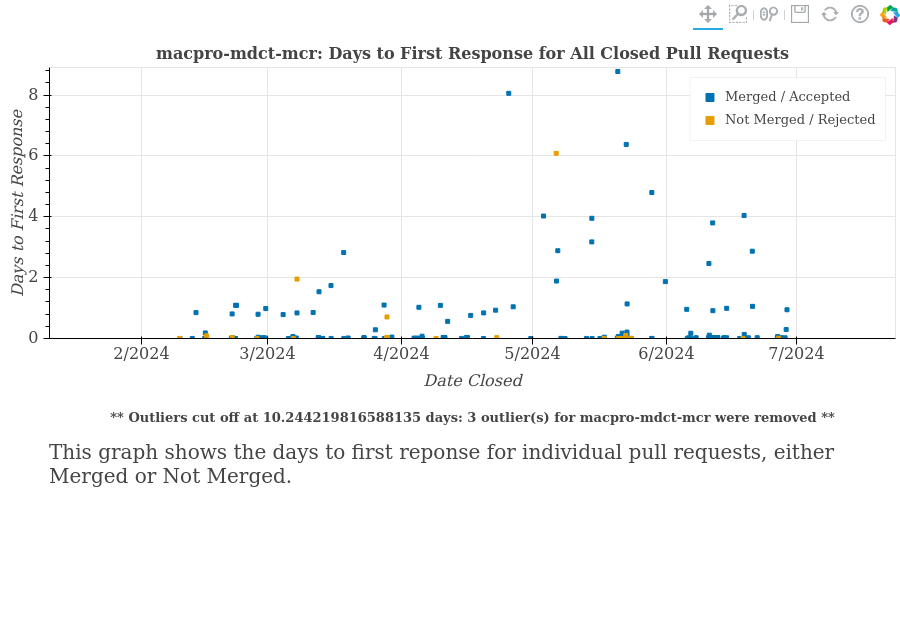 macpro-mdct-mcr: Days to First Response for All Closed Pull Requests
Merged / Accepted
Not Merged / Rejected
Days to First Response
8
6
4
2
0
2/2024 3/2024 4/2024 5/2024 6/2024 7/2024
Date Closed
** Outliers cut off at 10.244219816588135 days: 3 outlier(s) for macpro-mdct-mcr were removed **
This graph shows the days to first reponse for individual pull requests, either
Merged or Not Merged.